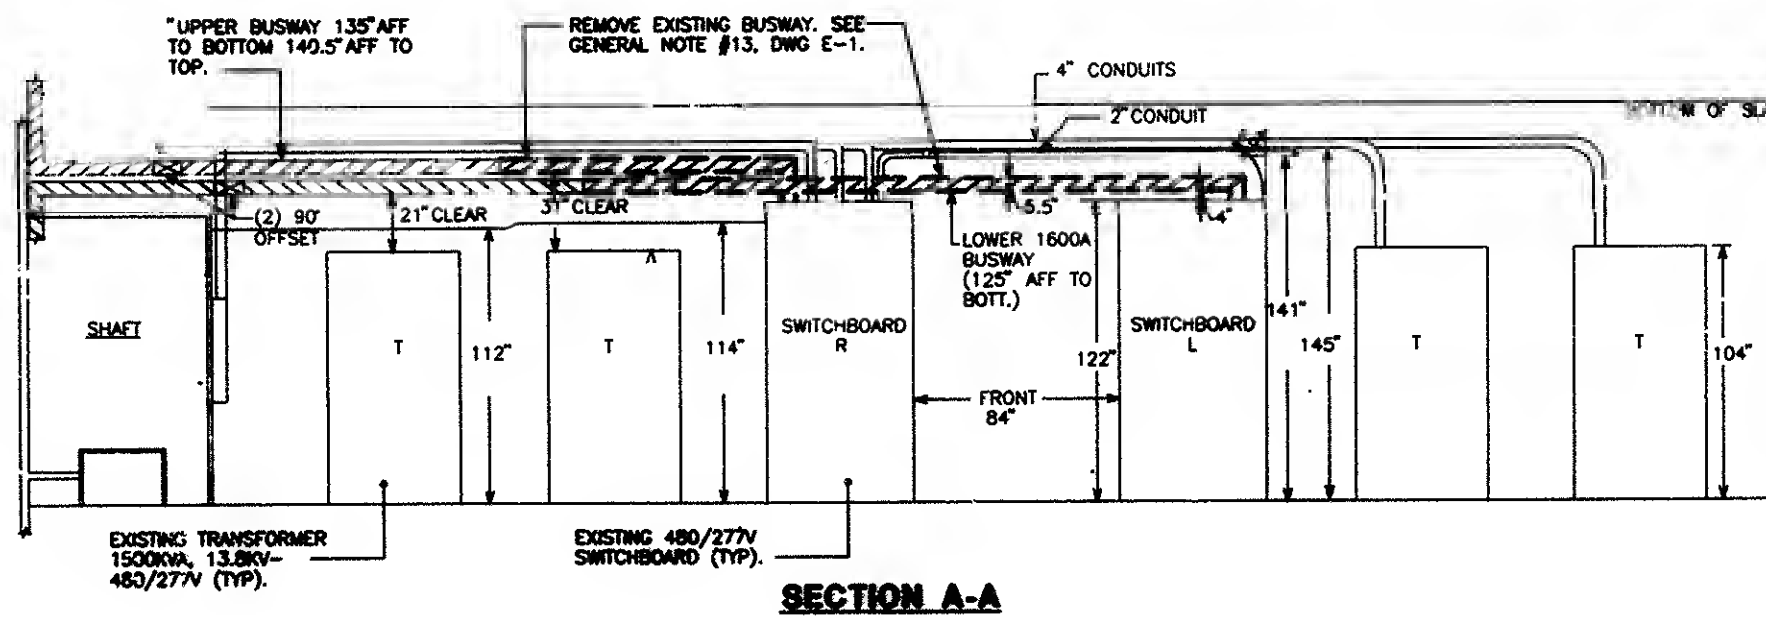 "UPPER BUSWAY 135"AFF
TO BOTTOM 140.5"AFF TO
TOP.
REMOVE EXISTING BUSWAY. SEE
GENERAL NOTE #13, DWG E-1.
4" CONDUITS
2" CONDUIT
M OF SL
(2) 90°
OFFSET
21" CLEAR
31" CLEAR
5.5"
4"
LOWER 1600A
BUSWAY
(125" AFF TO
BOTT.)
SHAFT
T
112"
T
114"
SWITCHBOARD
R
122"
SWITCHBOARD
L
141"
145"
T
T
104"
FRONT
84"
EXISTING TRANSFORMER
1500KVA, 13.8KV-
480/277V (TYP).
EXISTING 480/277V
SWITCHBOARD (TYP).
SECTION A-A